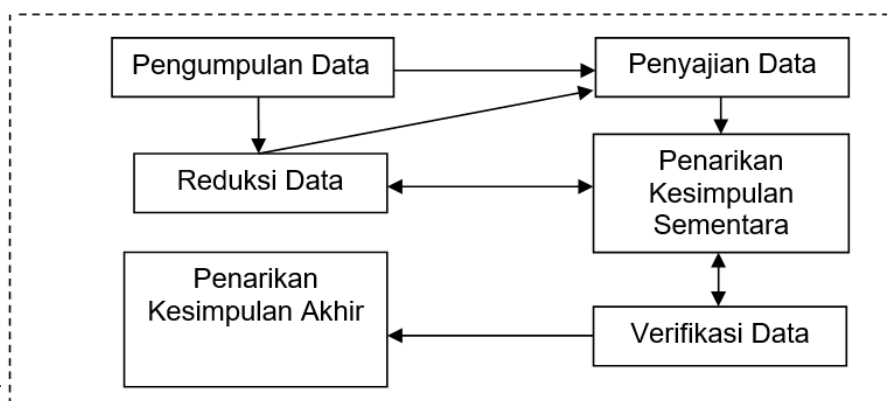 Pengumpulan Data
Penyajian Data
Reduksi Data
Penarikan
Kesimpulan
Sementara
Penarikan
Kesimpulan Akhir
Verifikasi Data